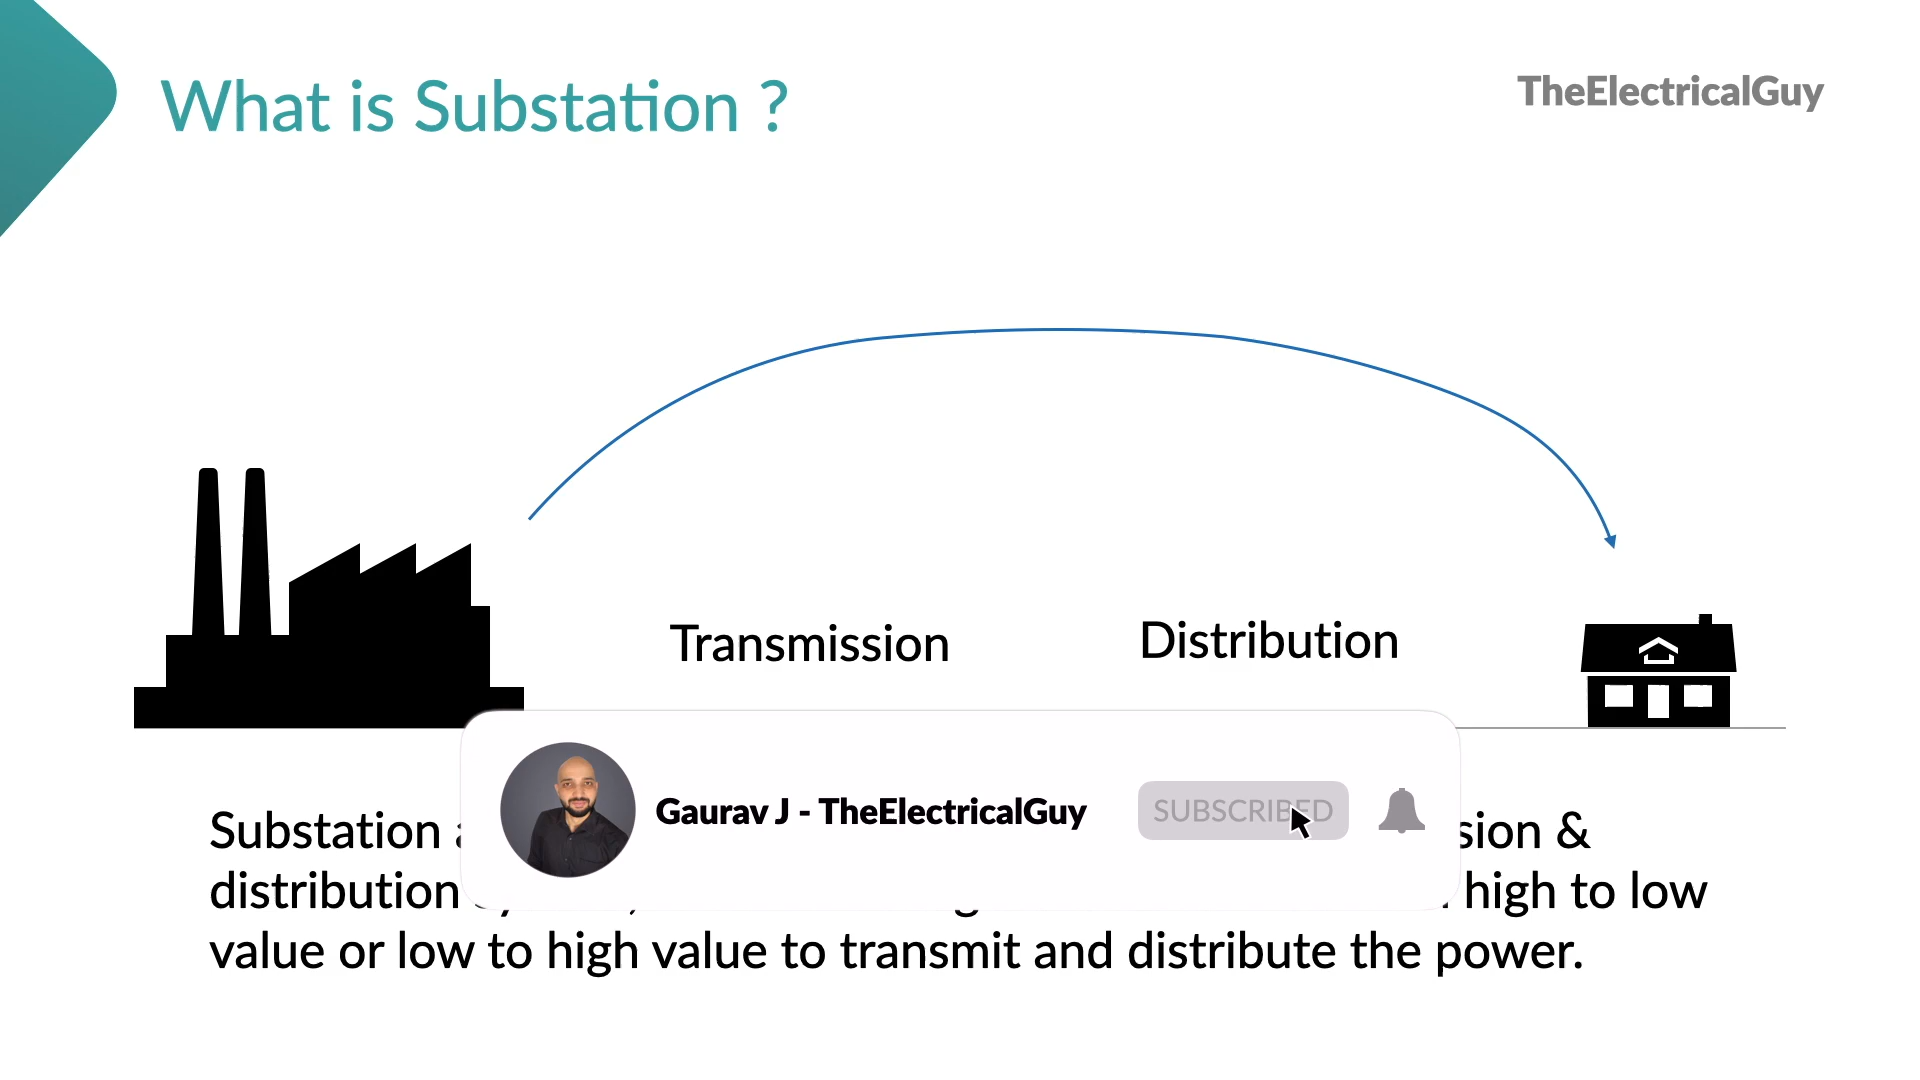 What is Substation ?
TheElectricalGuy
Transmission
Distribution
Gaurav J - TheElectricalGuy
SUBSCRIBED
Substation
sion &
distribution
high to low
value or low to high value to transmit and distribute the power.